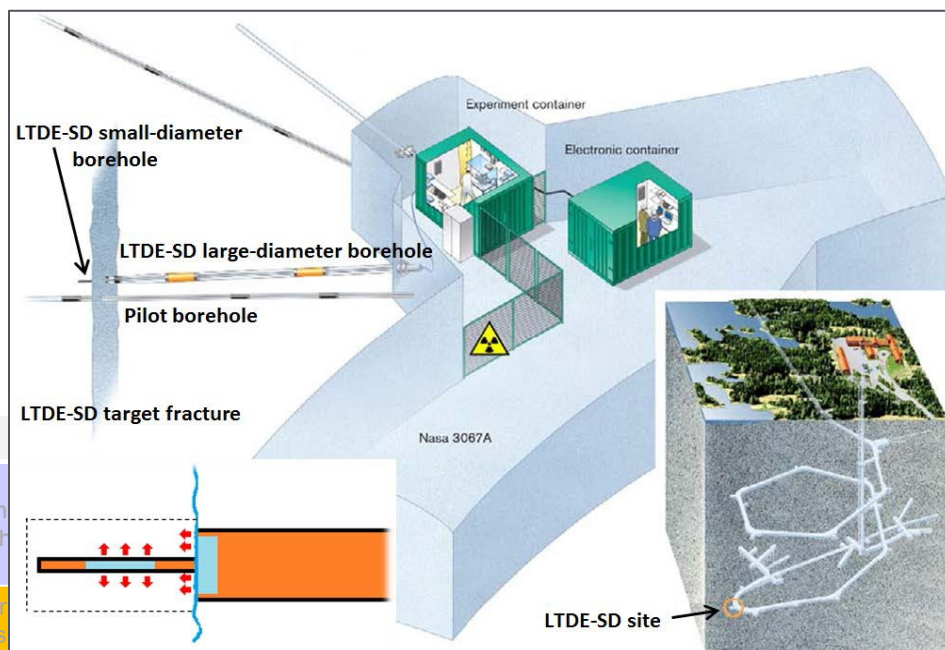 Experiment container
LTDE-SD small-diameter
borehole
Electronic container
LTDE-SD large-diameter borehole
Pilot borehole
LTDE-SD target fracture
Nasa 3067A
LTDE-SD site